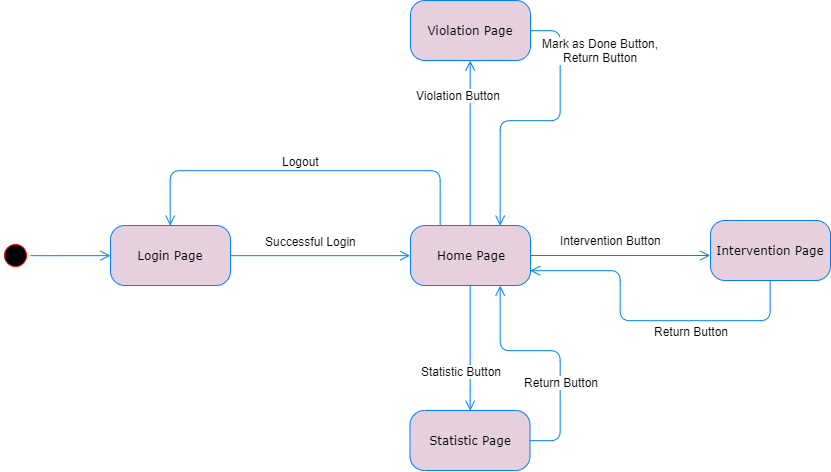 Violation Page
Mark as Done Button,
Return Button
Violation Button
Logout
Login Page
Successful Login
Home Page
Intervention Button
Intervention Page
Return Button
Statistic Button
Return Button
Statistic Page